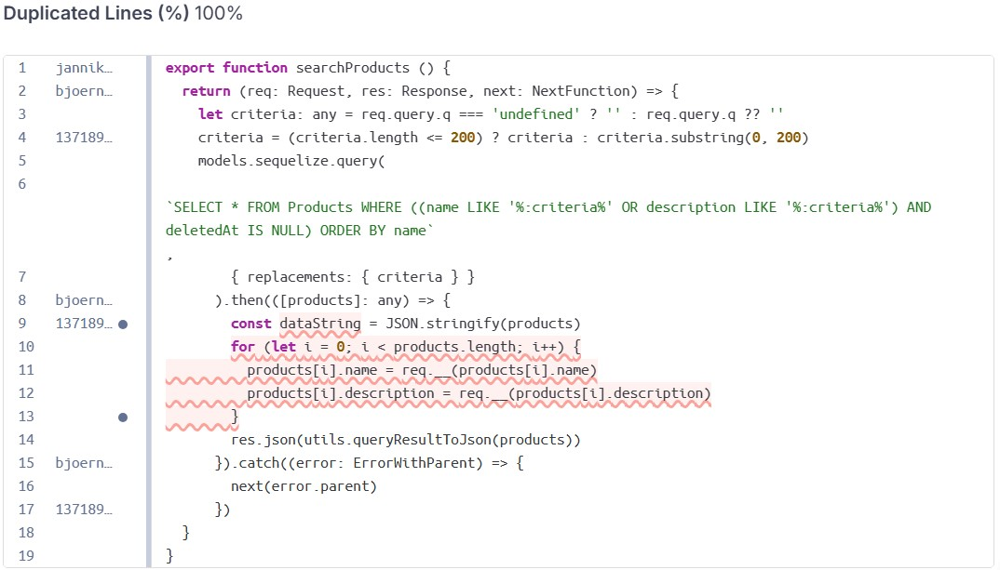 Duplicated Lines (%) 100%
1 jannik… export function searchProducts () {
2 bjoern… return (req: Request, res: Response, next: NextFunction) => {
3 let criteria: any = req.query.q === 'undefined' ? '' : req.query.q ?? ''
4 137189… criteria = (criteria.length <= 200) ? criteria : criteria.substring(0, 200)
5 models.sequelize.query(
6
`SELECT * FROM Products WHERE ((name LIKE '%:criteria%' OR description LIKE '%:criteria%') AND
deletedAt IS NULL) ORDER BY name`
,
7 { replacements: { criteria } }
8 bjoern… ).then(([products]: any) => {
9 137189… const dataString = JSON.stringify(products)
10 for (let i = 0; i < products.length; i++) {
11 products[i].name = req.__(products[i].name)
12 products[i].description = req.__(products[i].description)
13 }
14 res.json(utils.queryResultToJson(products))
15 bjoern… }).catch((error: ErrorWithParent) => {
16 next(error.parent)
17 137189… })
18 }
19 }